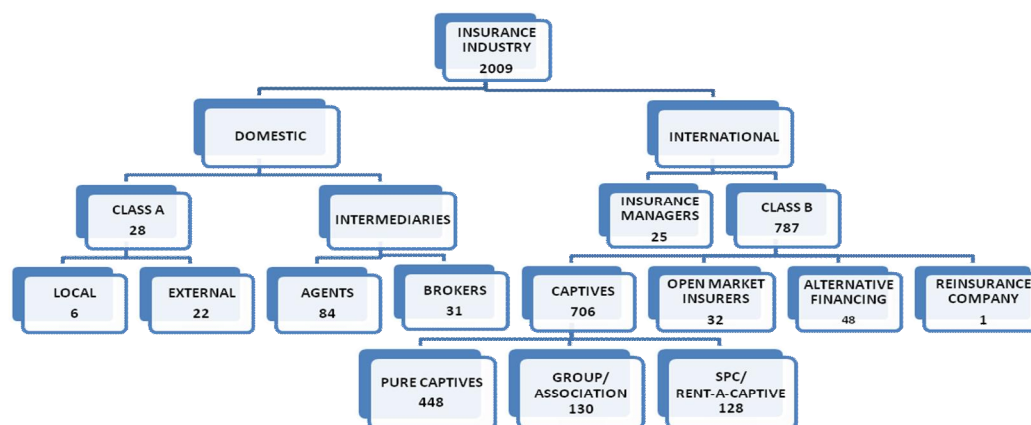 INSURANCE
INDUSTRY
2009
DOMESTIC
INTERNATIONAL
CLASS A
28
INTERMEDIARIES
INSURANCE
MANAGERS
25
CLASS B
787
LOCAL
6
EXTERNAL
22
AGENTS
84
BROKERS
31
CAPTIVES
706
OPEN MARKET
INSURERS
32
ALTERNATIVE
FINANCING
48
REINSURANCE
COMPANY
1
PURE CAPTIVES
448
GROUP/
ASSOCIATION
130
SPC/
RENT-A-CAPTIVE
128